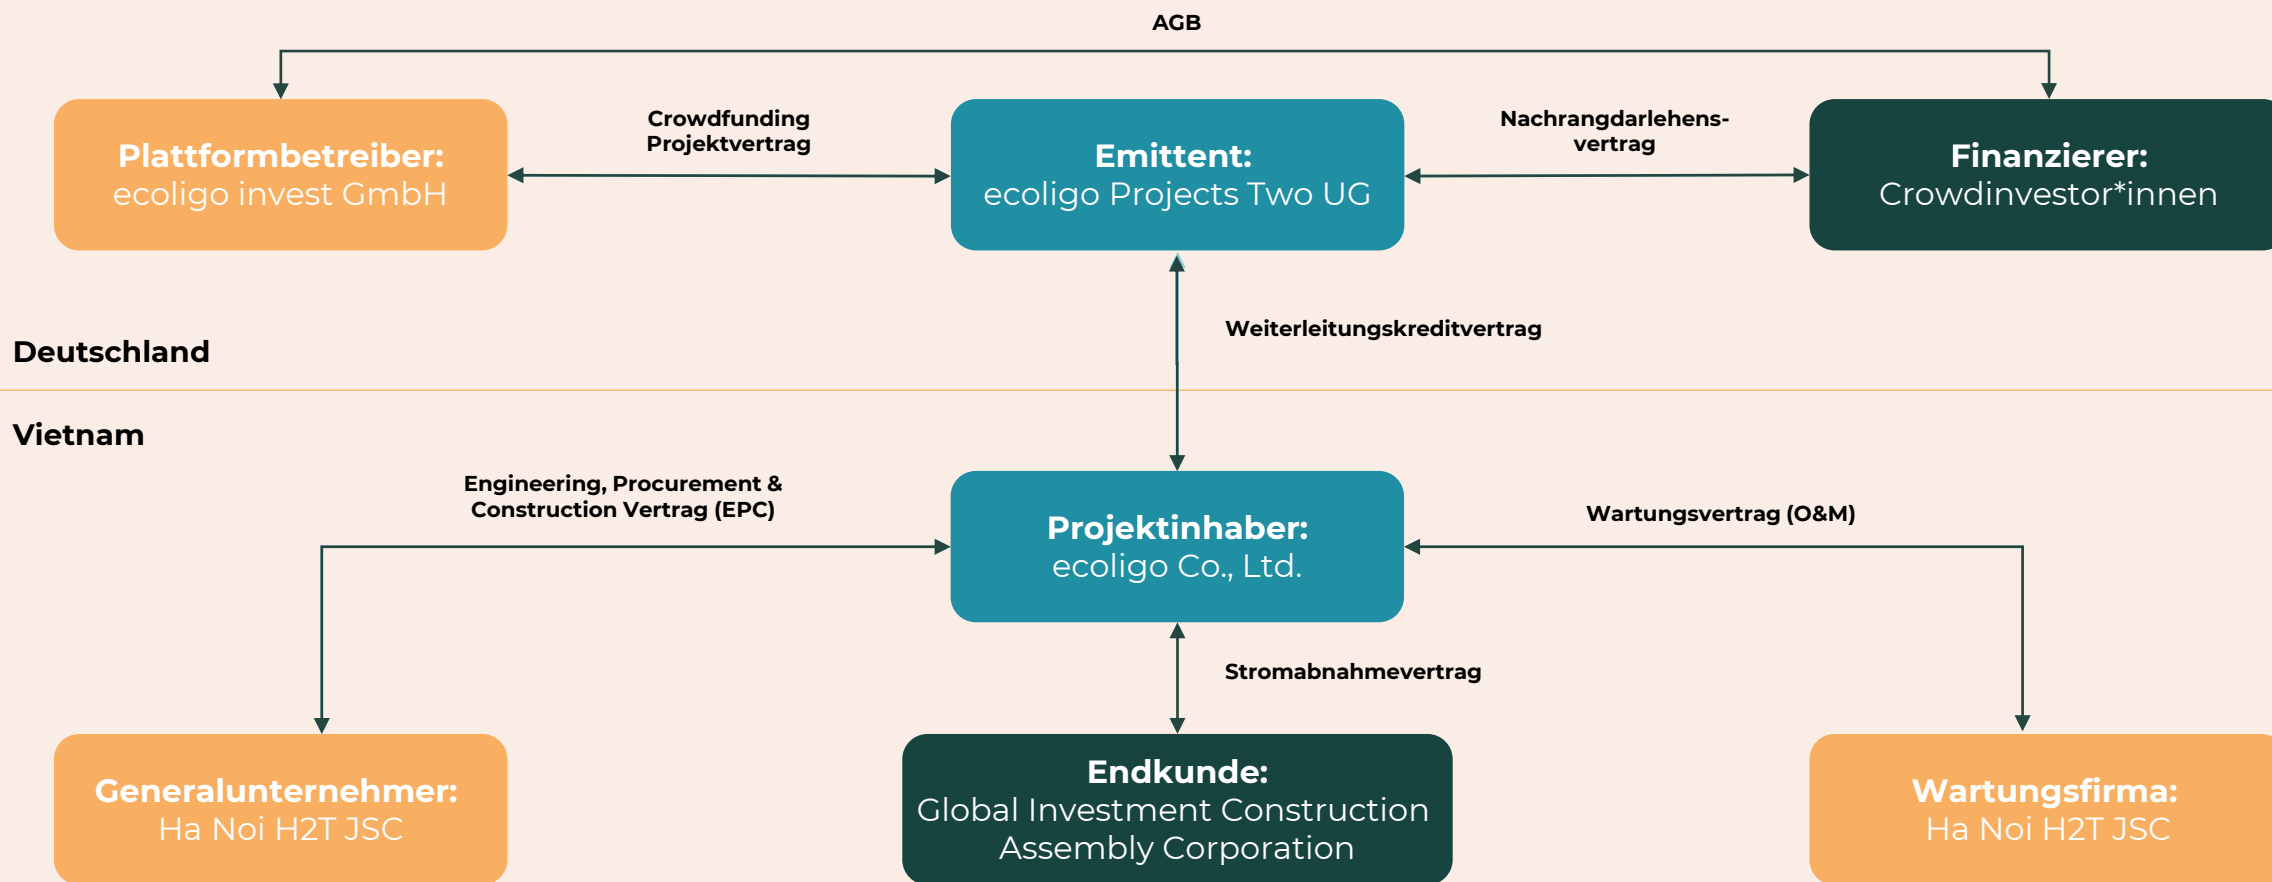 AGB
Plattformbetreiber:
ecoligo invest GmbH
Crowdfunding
Projektvertrag
Emittent:
ecoligo Projects Two UG
Nachrangdarlehens-
vertrag
Finanzierer:
Crowdinvestor*innen
Weiterleitungskreditvertrag
Deutschland
Vietnam
Engineering, Procurement &
Construction Vertrag (EPC)
Projektinhaber:
ecoligo Co., Ltd.
Wartungsvertrag (O&M)
Stromabnahmevertrag
Generalunternehmer:
Ha Noi H2T JSC
Endkunde:
Global Investment Construction
Assembly Corporation
Wartungsfirma:
Ha Noi H2T JSC